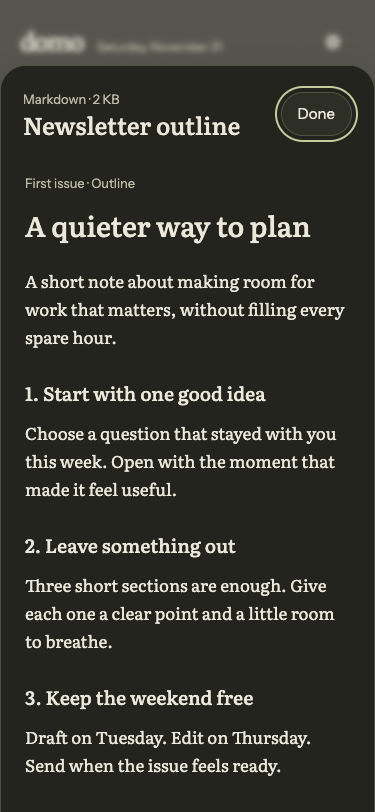 domo
Saturday, November 21
Markdown · 2 KB
Newsletter outline
Done
First issue · Outline
A quieter way to plan
A short note about making room for
work that matters, without filling every
spare hour.
1. Start with one good idea
Choose a question that stayed with you
this week. Open with the moment that
made it feel useful.
2. Leave something out
Three short sections are enough. Give
each one a clear point and a little room
to breathe.
3. Keep the weekend free
Draft on Tuesday. Edit on Thursday.
Send when the issue feels ready.